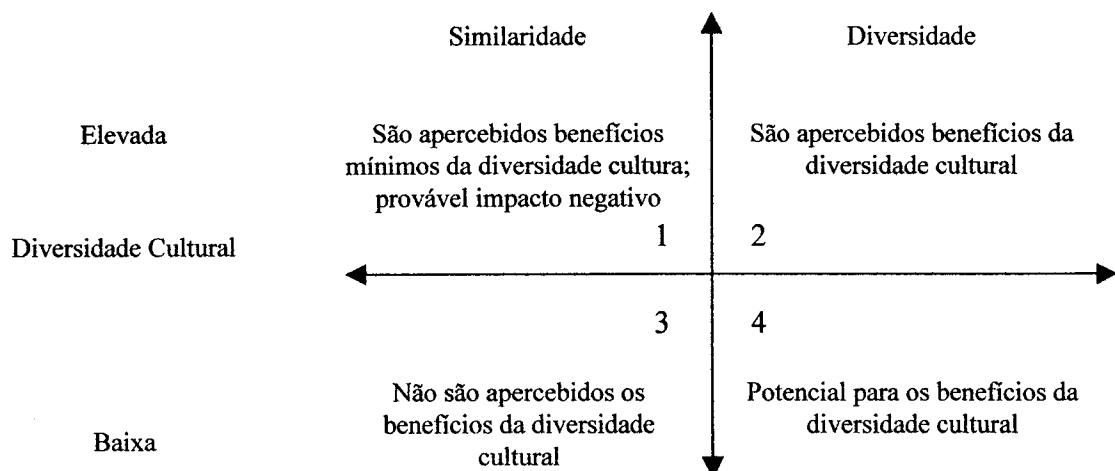 Similaridade
Diversidade
Elevada
São apercebidos benefícios
mínimos da diversidade cultura;
provável impacto negativo
São apercebidos benefícios da
diversidade cultural
1
2
Diversidade Cultural
3
4
Não são apercebidos os
benefícios da diversidade
cultural
Potencial para os benefícios da
diversidade cultural
Baixa